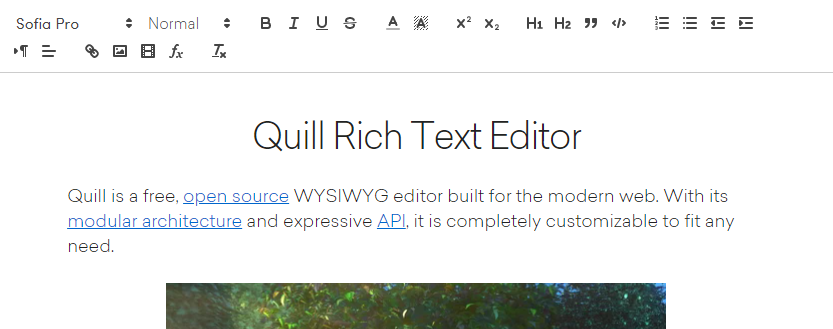 Sofia Pro Normal B I U S A A x² x₂ H1 H2 ” </>
¶ fx Tx
Quill Rich Text Editor
Quill is a free, open source WYSIWYG editor built for the modern web. With its
modular architecture and expressive API, it is completely customizable to fit any
need.